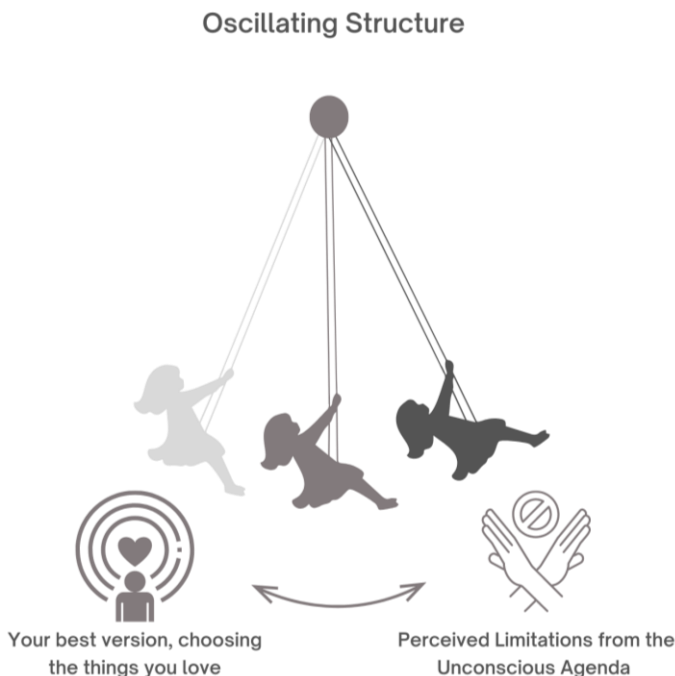 Oscillating Structure
Your best version, choosing
the things you love
Perceived Limitations from the
Unconscious Agenda